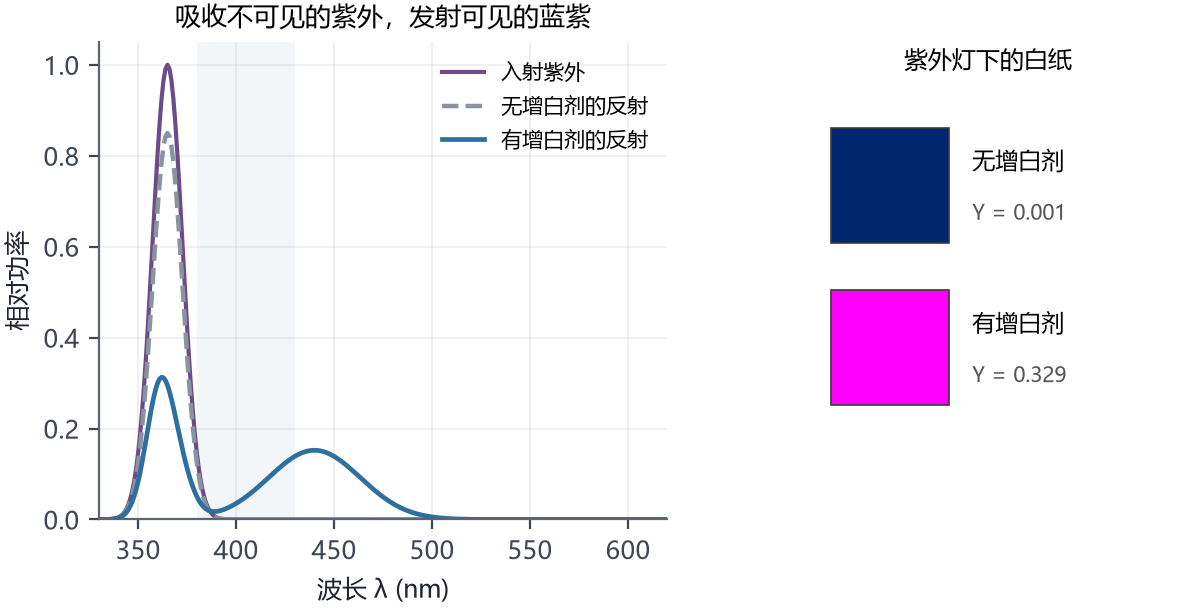 吸收不可见的紫外，发射可见的蓝紫
入射紫外
无增白剂的反射
有增白剂的反射
相对功率
1.0
0.8
0.6
0.4
0.2
0.0
350
400
450
500
550
600
波长 λ (nm)
紫外灯下的白纸
无增白剂
Y = 0.001
有增白剂
Y = 0.329